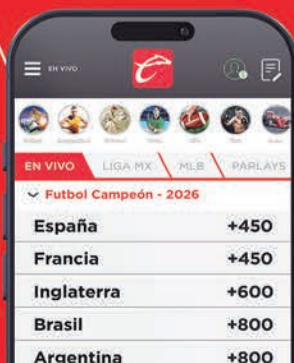 EN VIVO
EN VIVO LIGA MX MLB PARLAYS
Futbol Campeón - 2026
España +450
Francia +450
Inglaterra +600
Brasil +800
Argentina +800